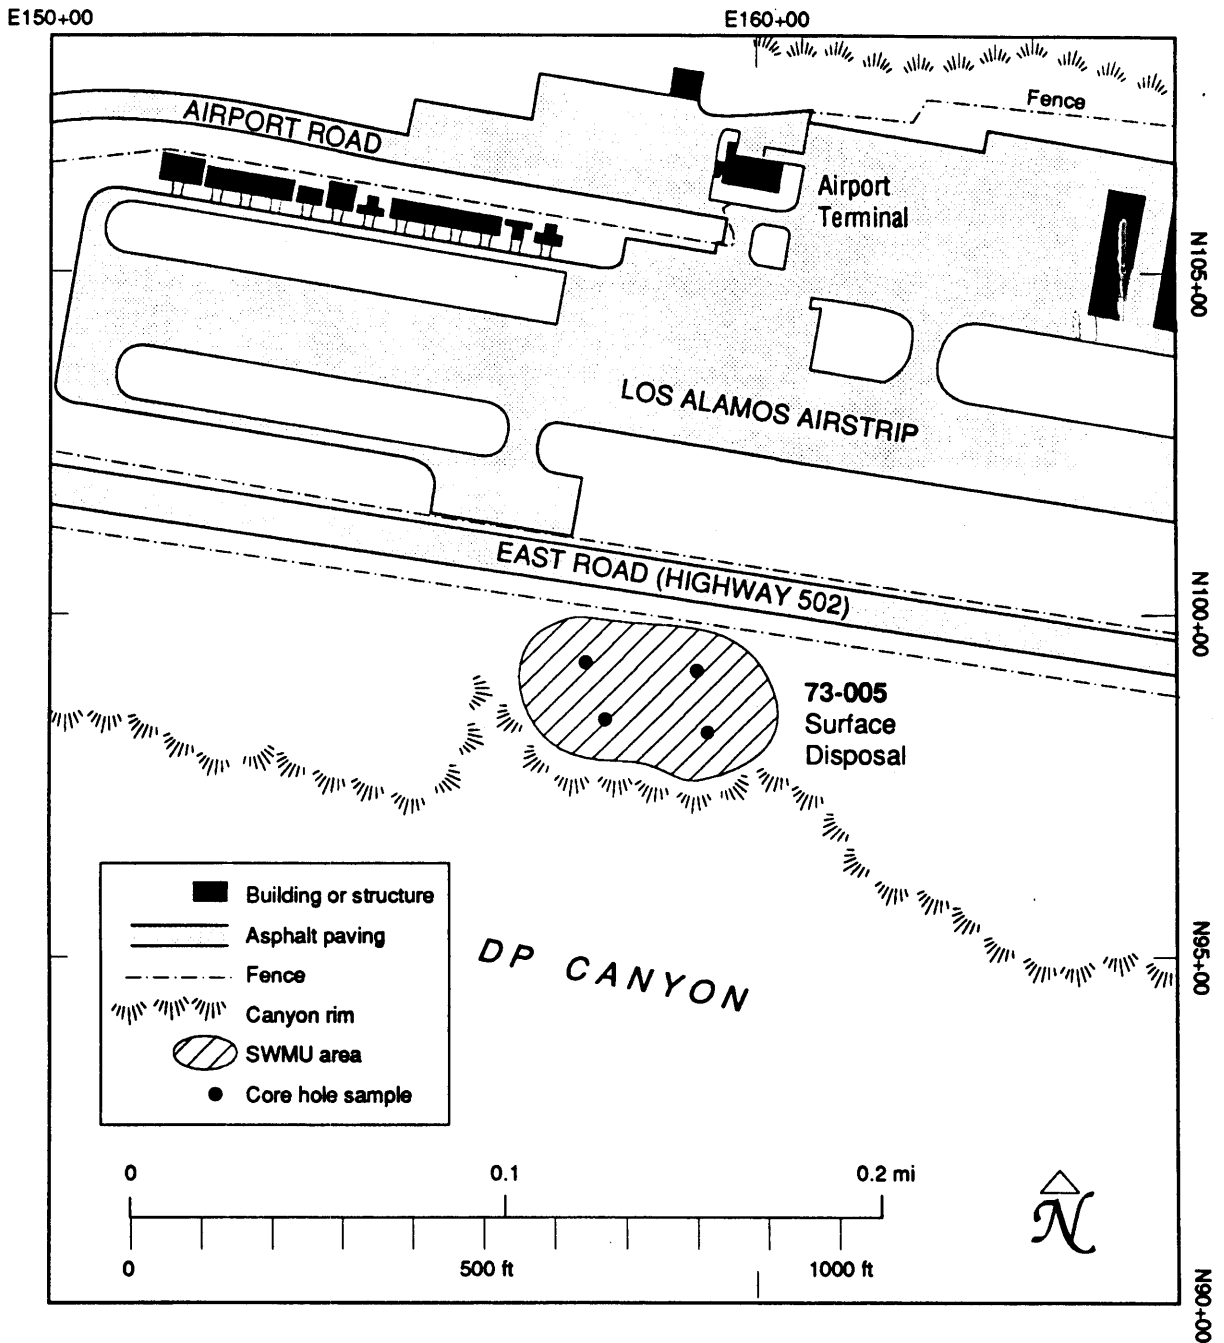 E150+00
E160+00
Fence
AIRPORT ROAD
Airport
Terminal
N105+00
LOS ALAMOS AIRSTRIP
EAST ROAD (HIGHWAY 502)
N100+00
73-005
Surface
Disposal
Building or structure
Asphalt paving
Fence
Canyon rim
SWMU area
Core hole sample
DP CANYON
N95+00
0 0.1 0.2 mi
0 500 ft 1000 ft
N
N90+00